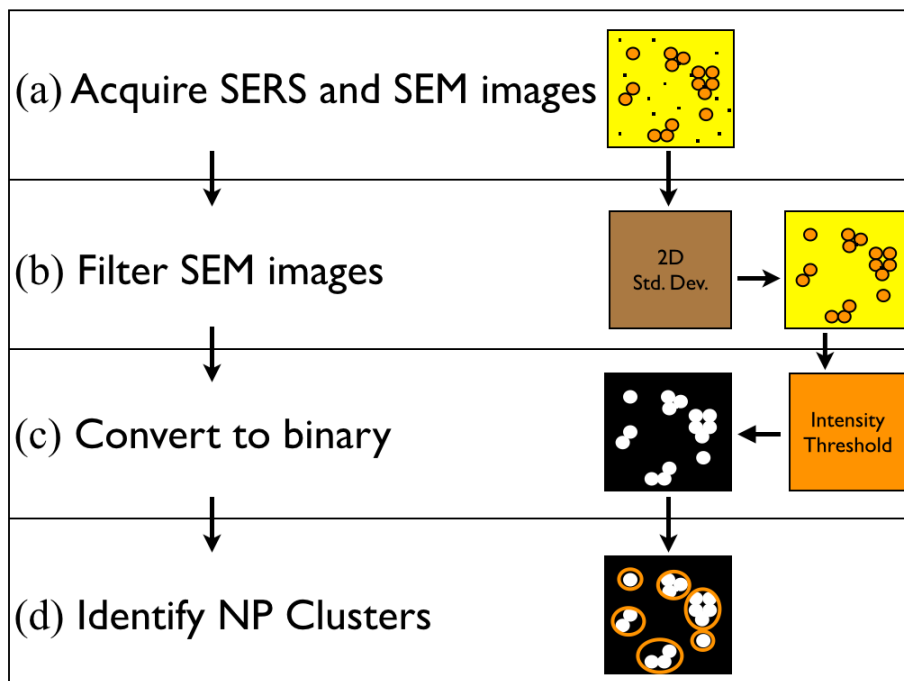 (a) Acquire SERS and SEM images
(b) Filter SEM images
2D
Std. Dev.
(c) Convert to binary
Intensity
Threshold
(d) Identify NP Clusters